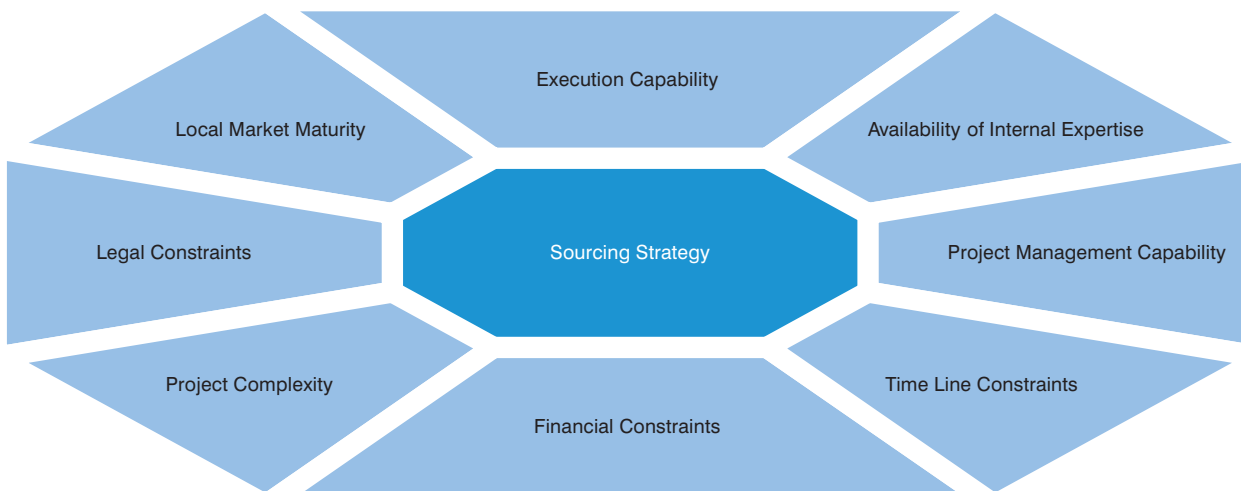 Execution Capability
Local Market Maturity
Availability of Internal Expertise
Legal Constraints
Sourcing Strategy
Project Management Capability
Project Complexity
Time Line Constraints
Financial Constraints